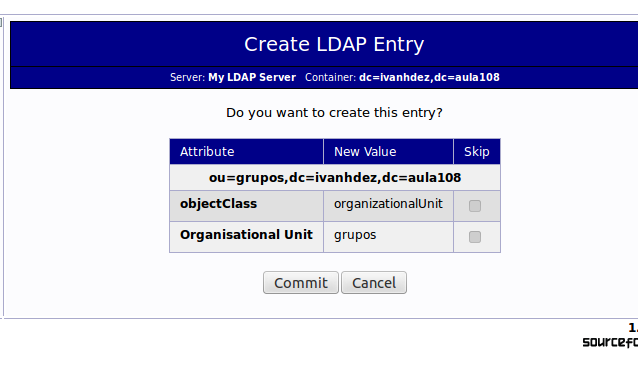 Create LDAP Entry
Server: My LDAP Server Container: dc=ivanhdez,dc=aula108
Do you want to create this entry?
Attribute New Value Skip
ou=grupos,dc=ivanhdez,dc=aula108
objectClass organizationalUnit
Organisational Unit grupos
Commit Cancel
1.
sourcefo